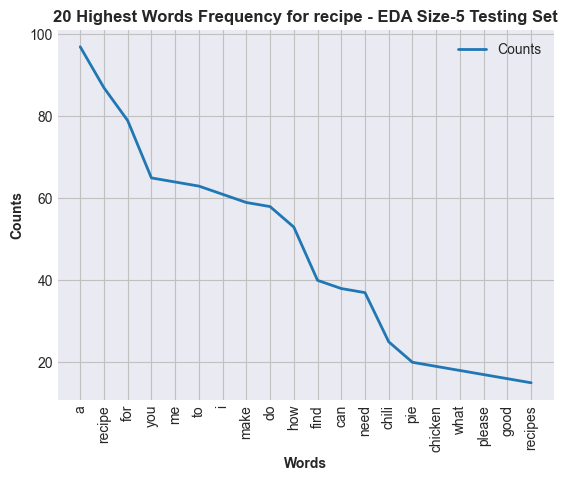 20 Highest Words Frequency for recipe - EDA Size-5 Testing Set
Counts
100
80
60
40
20
Counts
a
recipe
for
you
me
to
i
make
do
how
find
can
need
chili
pie
chicken
what
please
good
recipes
Words